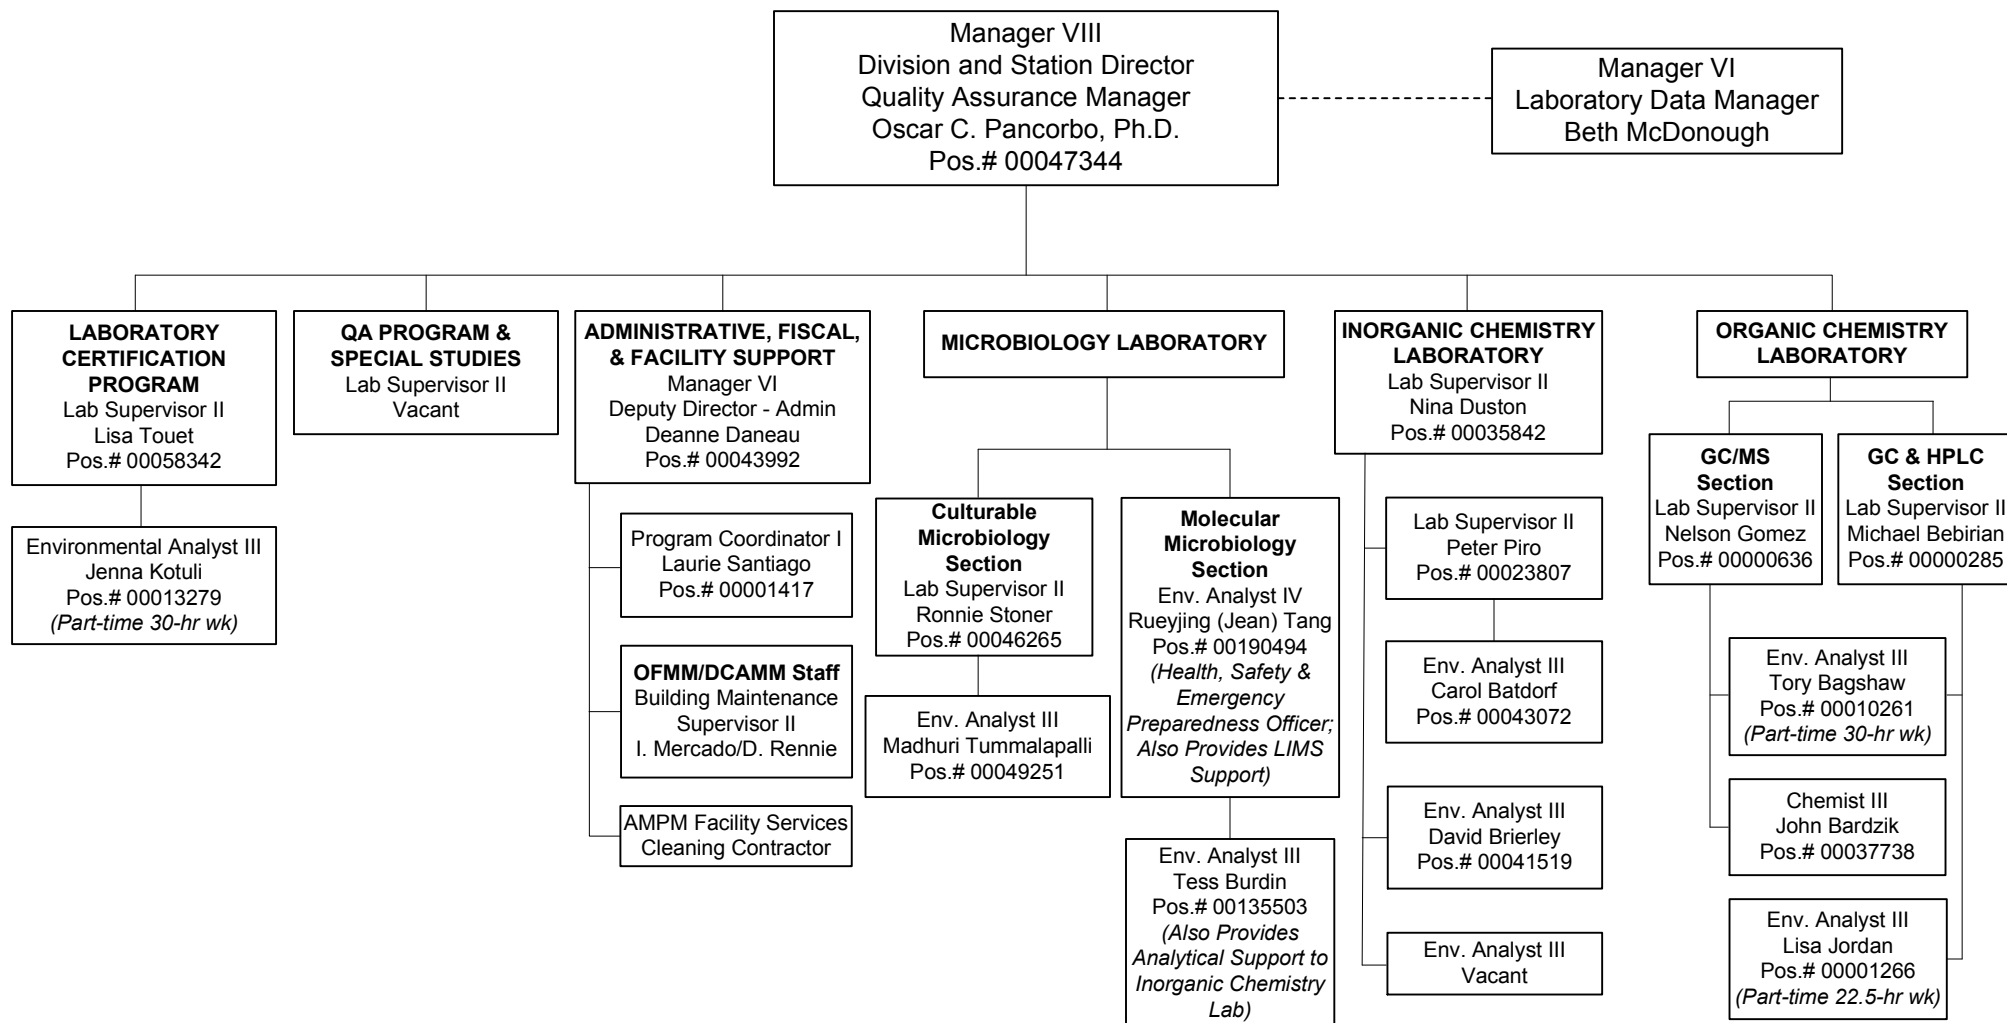 Manager VIII
Division and Station Director
Quality Assurance Manager
Oscar C. Pancorbo, Ph.D.
Pos.# 00047344
Manager VI
Laboratory Data Manager
Beth McDonough
LABORATORY
CERTIFICATION
PROGRAM
Lab Supervisor II
Lisa Touet
Pos.# 00058342
Environmental Analyst III
Jenna Kotuli
Pos.# 00013279
(Part-time 30-hr wk)
QA PROGRAM &
SPECIAL STUDIES
Lab Supervisor II
Vacant
ADMINISTRATIVE, FISCAL,
& FACILITY SUPPORT
Manager VI
Deputy Director - Admin
Deanne Daneau
Pos.# 00043992
Program Coordinator I
Laurie Santiago
Pos.# 00001417
OFMM/DCAMM Staff
Building Maintenance
Supervisor II
I. Mercado/D. Rennie
AMPM Facility Services
Cleaning Contractor
MICROBIOLOGY LABORATORY
Culturable
Microbiology
Section
Lab Supervisor II
Ronnie Stoner
Pos.# 00046265
Env. Analyst III
Madhuri Tummalapalli
Pos.# 00049251
Molecular
Microbiology
Section
Env. Analyst IV
Rueyjing (Jean) Tang
Pos.# 00190494
(Health, Safety &
Emergency
Preparedness Officer;
Also Provides LIMS
Support)
Env. Analyst III
Tess Burdin
Pos.# 00135503
(Also Provides
Analytical Support to
Inorganic Chemistry
Lab)
INORGANIC CHEMISTRY
LABORATORY
Lab Supervisor II
Nina Duston
Pos.# 00035842
Lab Supervisor II
Peter Piro
Pos.# 00023807
Env. Analyst III
Carol Batdorf
Pos.# 00043072
Env. Analyst III
David Brierley
Pos.# 00041519
Env. Analyst III
Vacant
ORGANIC CHEMISTRY
LABORATORY
GC/MS
Section
Lab Supervisor II
Nelson Gomez
Pos.# 00000636
GC & HPLC
Section
Lab Supervisor II
Michael Bebirian
Pos.# 00000285
Env. Analyst III
Tory Bagshaw
Pos.# 00010261
(Part-time 30-hr wk)
Chemist III
John Bardzik
Pos.# 00037738
Env. Analyst III
Lisa Jordan
Pos.# 00001266
(Part-time 22.5-hr wk)